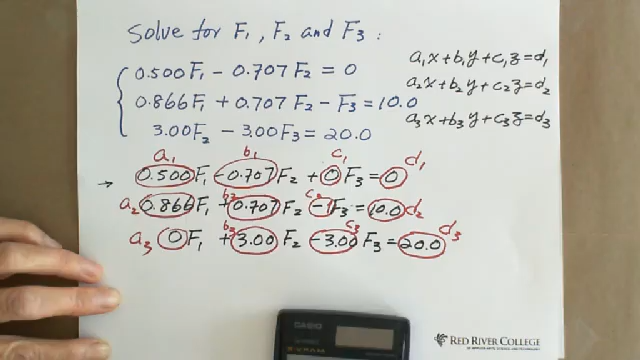 Solve for F₁, F₂ and F₃:
0.500F₁ − 0.707F₂ = 0
0.866F₁ + 0.707F₂ − F₃ = 10.0
3.00F₂ − 3.00F₃ = 20.0
a₁x + b₁y + c₁z = d₁
a₂x + b₂y + c₂z = d₂
a₃x + b₃y + c₃z = d₃
a₁ b₁ c₁ d₁
→ 0.500F₁ − 0.707F₂ + 0F₃ = 0
b₂ c₂
a₂ 0.866F₁ + 0.707F₂ − 1F₃ = 10.0 d₂
b₃ c₃ d₃
a₃ 0F₁ + 3.00F₂ − 3.00F₃ = 20.0
CASIO
RED RIVER COLLEGE